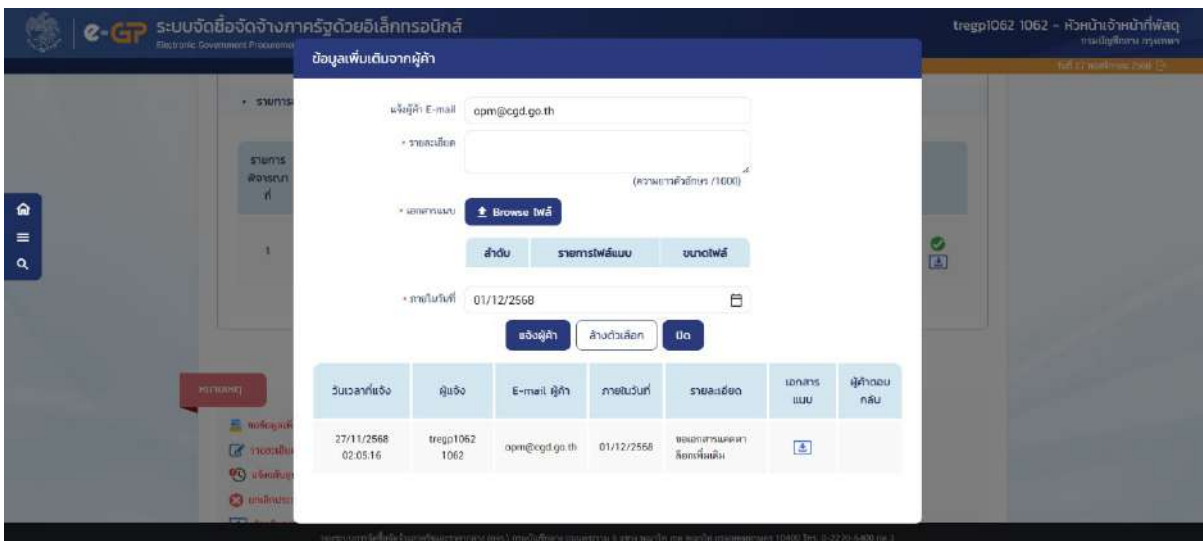 e-GP ระบบจัดซื้อจัดจ้างภาครัฐด้วยอิเล็กทรอนิกส์
Electronic Government Procurement
tregp1062 1062 - หัวหน้าเจ้าหน้าที่พัสดุ
กรมบัญชีกลาง กรุงเทพฯ
ข้อมูลเพิ่มเติมจากผู้ค้า
แจ้งผู้ค้า E-mail opm@cgd.go.th
* รายละเอียด
(ความยาวตัวอักษร /1000)
* เอกสารแนบ Browse ไฟล์
ลำดับ รายการไฟล์แนบ ขนาดไฟล์
* ภายในวันที่ 01/12/2568
แจ้งผู้ค้า ล้างตัวเลือก ปิด
วันเวลาที่แจ้ง ผู้แจ้ง E-mail ผู้ค้า ภายในวันที่ รายละเอียด เอกสารแนบ ผู้ค้าตอบกลับ
27/11/2568 02:05:16 tregp1062 1062 opm@cgd.go.th 01/12/2568 ขอเอกสารแคตตาล็อกเพิ่มเติม
รายการพิจารณาที่
1
หมายเหตุ